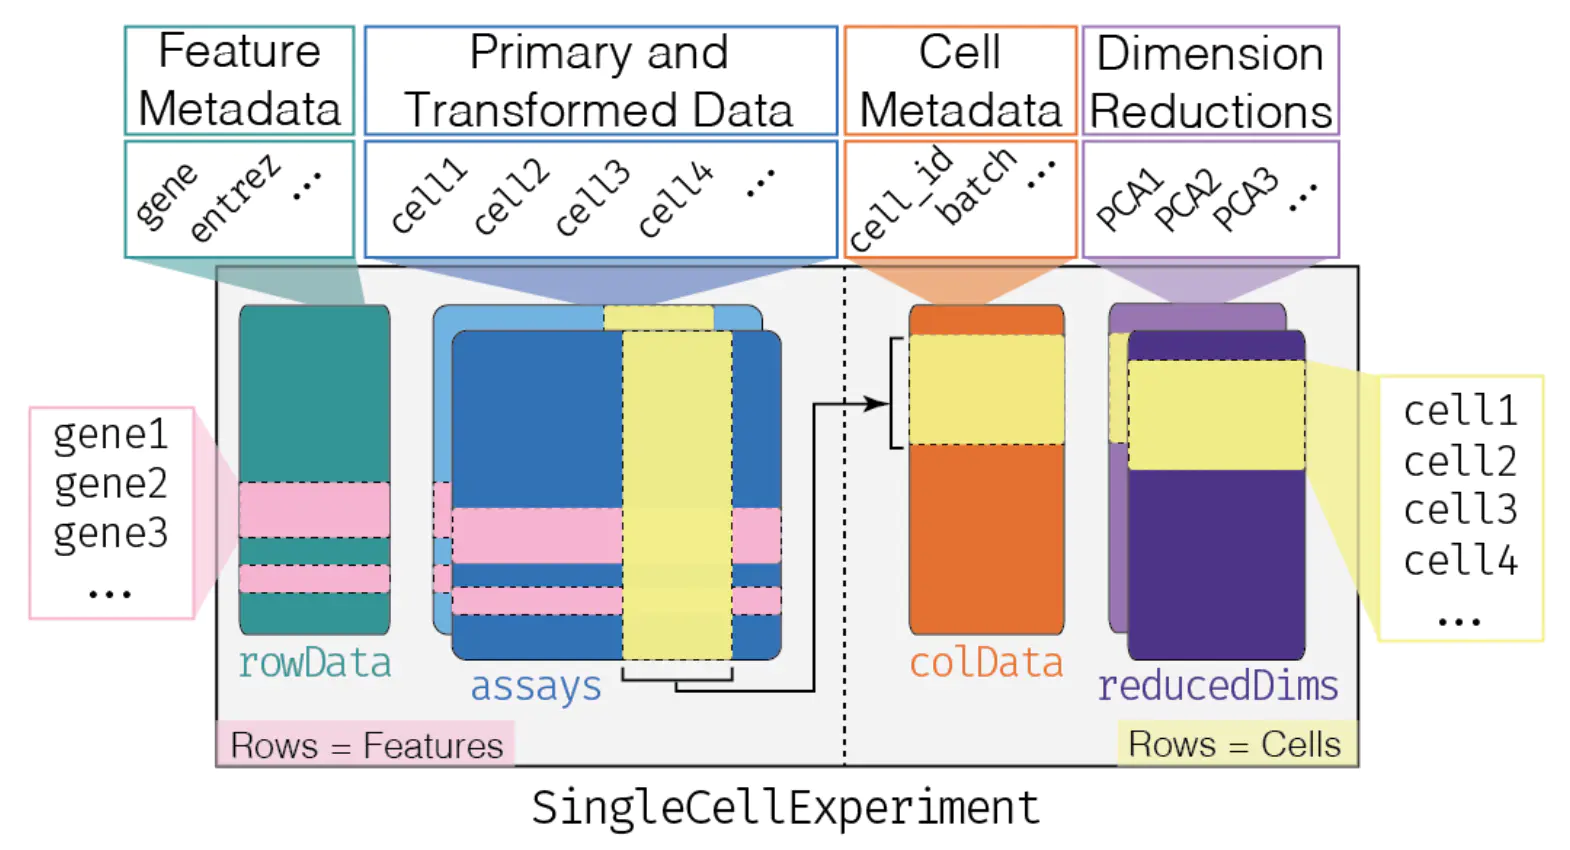 Feature
Metadata
Primary and
Transformed Data
Cell
Metadata
Dimension
Reductions
gene
entrez
...
cell1
cell2
cell3
cell4
...
cell_id
batch
...
PCA1
PCA2
PCA3
...
gene1
gene2
gene3
...
cell1
cell2
cell3
cell4
...
rowData
assays
colData
reducedDims
Rows = Features
Rows = Cells
SingleCellExperiment